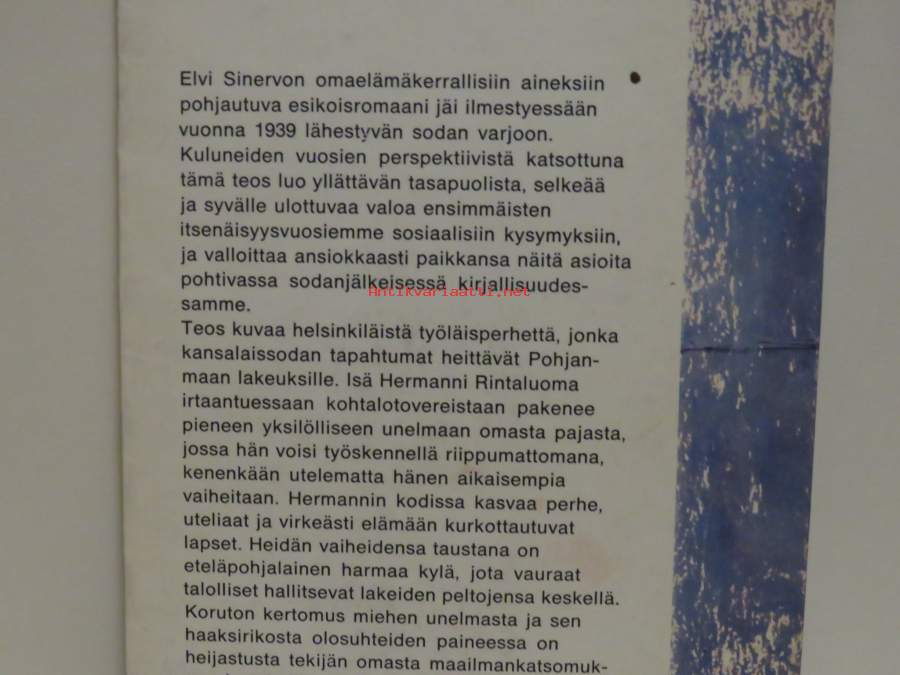 Elvi Sinervon omaelämäkerrallisiin aineksiin
pohjautuva esikoisromaani jäi ilmestyessään
vuonna 1939 lähestyvän sodan varjoon.
Kuluneiden vuosien perspektiivistä katsottuna
tämä teos luo yllättävän tasapuolista, selkeää
ja syvälle ulottuvaa valoa ensimmäisten
itsenäisyysvuosiemme sosiaalisiin kysymyksiin,
ja valloittaa ansiokkaasti paikkansa näitä asioita
pohtivassa sodanjälkeisessä kirjallisuudes-
Antikvariaatti.net
samme.
Teos kuvaa helsinkiläistä työläisperhettä, jonka
kansalaissodan tapahtumat heittävät Pohjan-
maan lakeuksille. Isä Hermanni Rintaluoma
irtaantuessaan kohtalotovereistaan pakenee
pieneen yksilölliseen unelmaan omasta pajasta,
jossa hän voisi työskennellä riippumattomana,
kenenkään utelematta hänen aikaisempia
vaiheitaan. Hermannin kodissa kasvaa perhe,
uteliaat ja virkeästi elämään kurkottautuvat
lapset. Heidän vaiheidensa taustana on
eteläpohjalainen harmaa kylä, jota vauraat
talolliset hallitsevat lakeiden peltojensa keskellä.
Koruton kertomus miehen unelmasta ja sen
haaksirikosta olosuhteiden paineessa on
heijastusta tekijän omasta maailmankatsomuk-